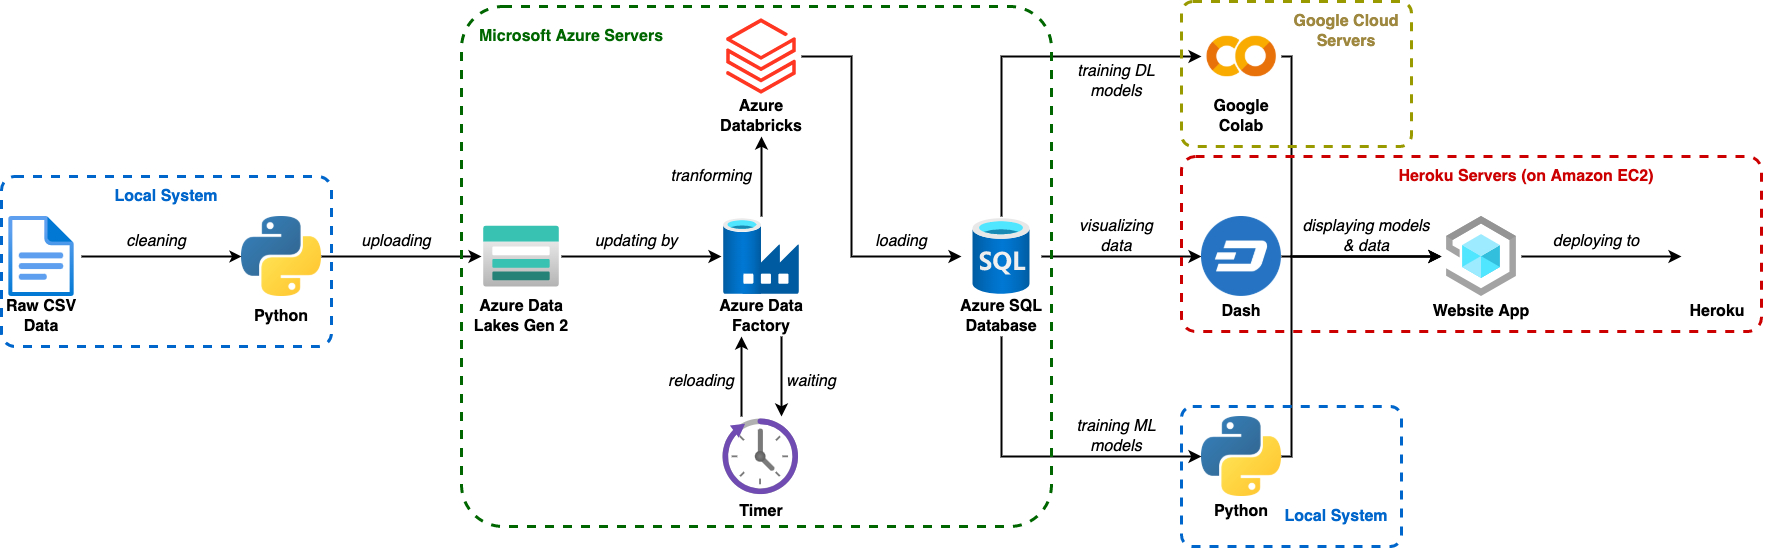 Local System
Raw CSV
Data
cleaning
Python
uploading
Microsoft Azure Servers
Azure Data
Lakes Gen 2
updating by
Azure Data
Factory
tranforming
Azure
Databricks
reloading
waiting
Timer
loading
SQL
Azure SQL
Database
training DL
models
Google Cloud
Servers
Google
Colab
visualizing
data
Heroku Servers (on Amazon EC2)
Dash
displaying models
& data
Website App
deploying to
Heroku
training ML
models
Python
Local System